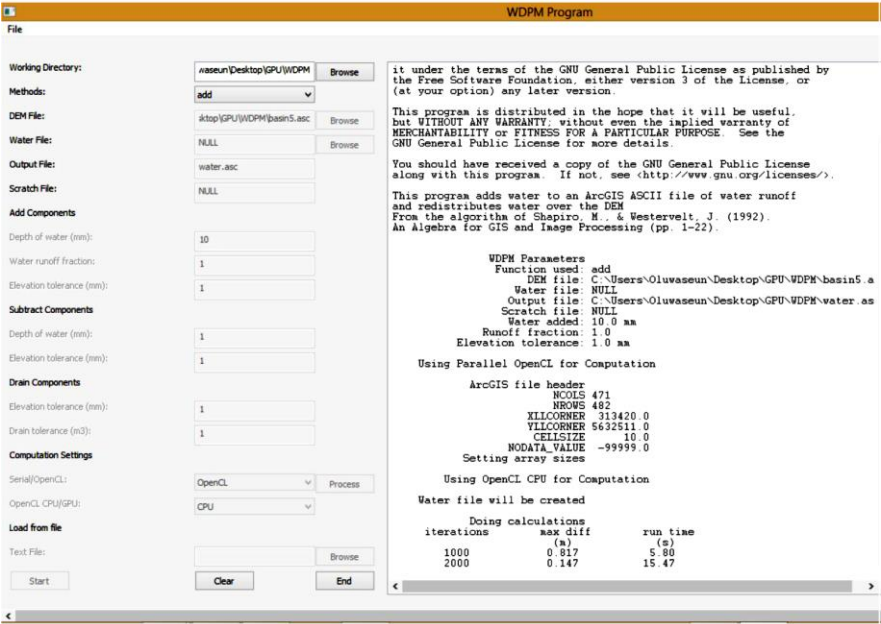 WDPM Program
File
Working Directory:
waseun\Desktop\GPU\WDPM
Browse
Methods:
add
DEM File:
sktop\GPU\WDPM\basin5.asc
Browse
Water File:
NULL
Browse
Output File:
water.asc
Scratch File:
NULL
Add Components
Depth of water (mm):
10
Water runoff fraction:
1
Elevation tolerance (mm):
1
Subtract Components
Depth of water (mm):
1
Elevation tolerance (mm):
1
Drain Components
Elevation tolerance (mm):
1
Drain tolerance (m3):
1
Computation Settings
Serial/OpenCL:
OpenCL
Process
OpenCL CPU/GPU:
CPU
Load from file
Text File:
Browse
Start
Clear
End
it under the terms of the GNU General Public License as published by
the Free Software Foundation, either version 3 of the License, or
(at your option) any later version.
This program is distributed in the hope that it will be useful,
but WITHOUT ANY WARRANTY; without even the implied warranty of
MERCHANTABILITY or FITNESS FOR A PARTICULAR PURPOSE. See the
GNU General Public License for more details.
You should have received a copy of the GNU General Public License
along with this program. If not, see <http://www.gnu.org/licenses/>.
This program adds water to an ArcGIS ASCII file of water runoff
and redistributes water over the DEM
From the algorithm of Shapiro, M., & Westervelt, J. (1992).
An Algebra for GIS and Image Processing (pp. 1-22).
WDPM Parameters
Function used: add
DEM file: C:\Users\Oluwaseun\Desktop\GPU\WDPM\basin5.a
Water file: NULL
Output file: C:\Users\Oluwaseun\Desktop\GPU\WDPM\water.as
Scratch file: NULL
Water added: 10.0 mm
Runoff fraction: 1.0
Elevation tolerance: 1.0 mm
Using Parallel OpenCL for Computation
ArcGIS file header
NCOLS 471
NROWS 482
XLLCORNER 313420.0
YLLCORNER 5632511.0
CELLSIZE 10.0
NODATA_VALUE -99999.0
Setting array sizes
Using OpenCL CPU for Computation
Water file will be created
Doing calculations
iterations max diff run time
(m) (s)
1000 0.817 5.80
2000 0.147 15.47